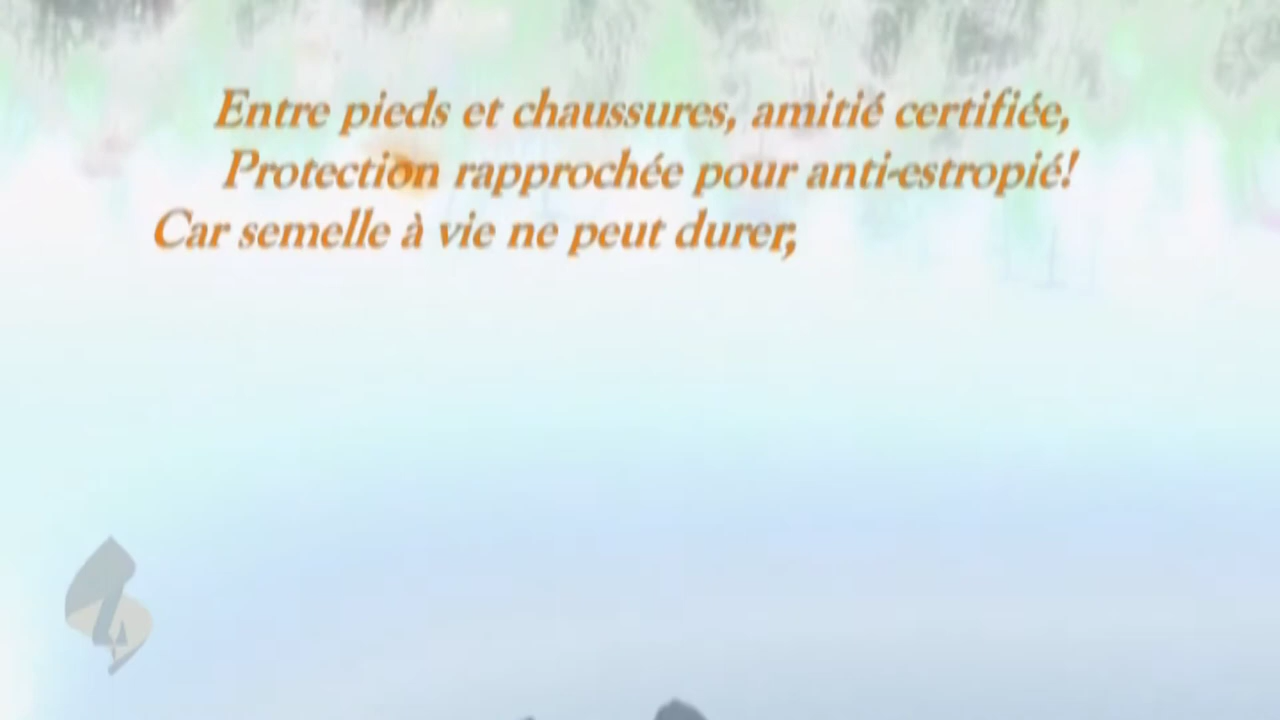 Entre pieds et chaussures, amitié certifiée,
Protection rapprochée pour anti-estropié!
Car semelle à vie ne peut durer,